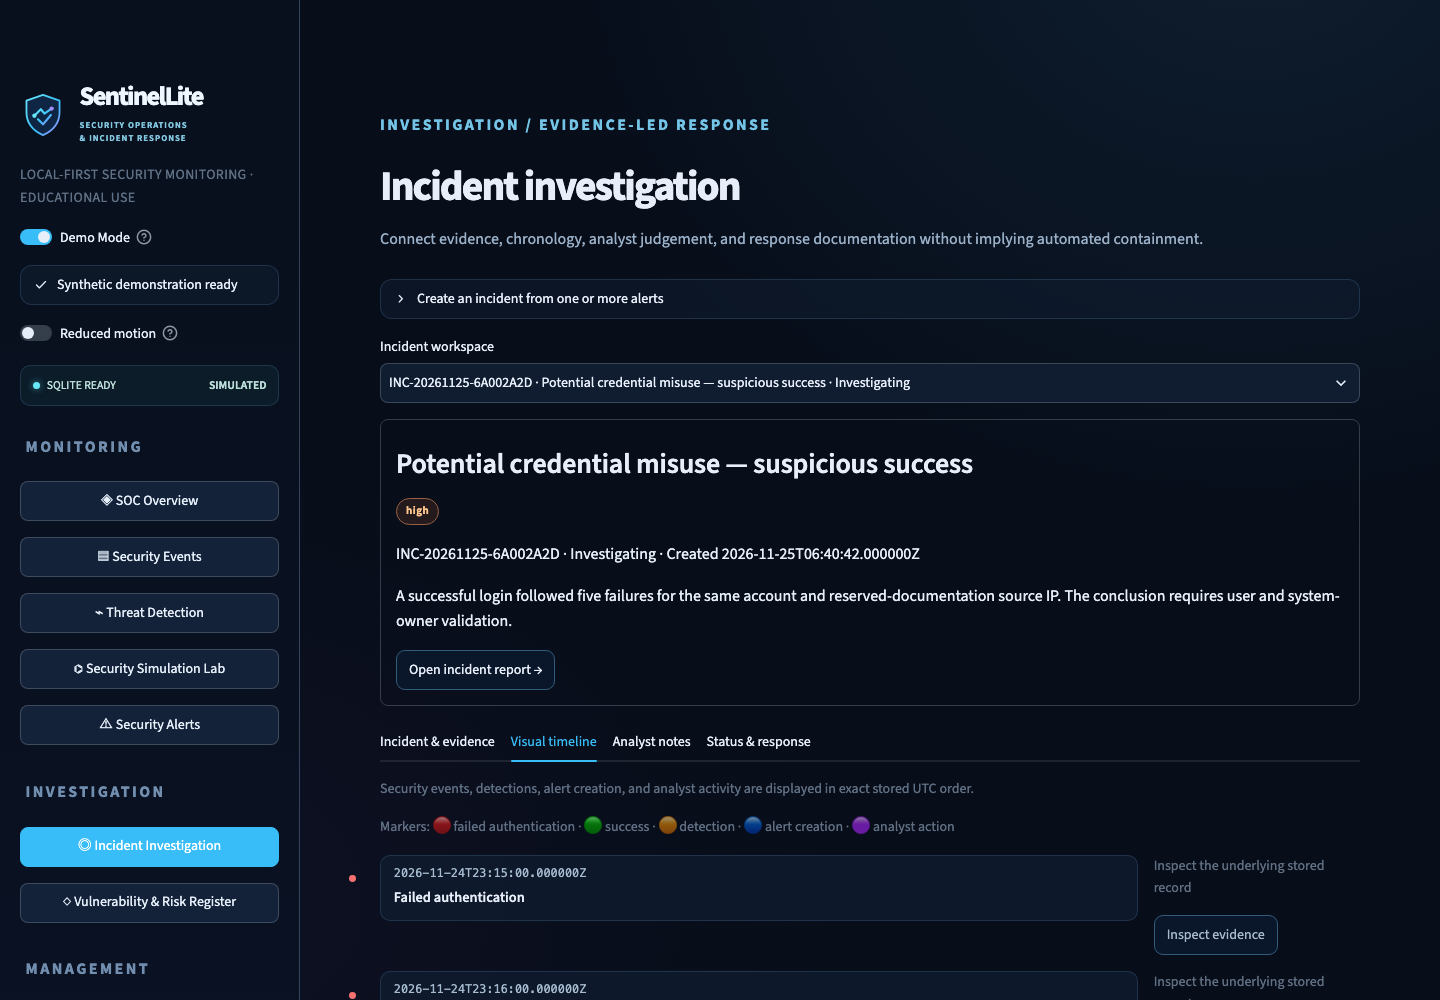 SentinelLite
SECURITY OPERATIONS
& INCIDENT RESPONSE
LOCAL-FIRST SECURITY MONITORING ·
EDUCATIONAL USE
Demo Mode
Synthetic demonstration ready
Reduced motion
SQLITE READY SIMULATED
MONITORING
SOC Overview
Security Events
Threat Detection
Security Simulation Lab
Security Alerts
INVESTIGATION
Incident Investigation
Vulnerability & Risk Register
MANAGEMENT
INVESTIGATION / EVIDENCE-LED RESPONSE
Incident investigation
Connect evidence, chronology, analyst judgement, and response documentation without implying automated containment.
Create an incident from one or more alerts
Incident workspace
INC-20261125-6A002A2D · Potential credential misuse — suspicious success · Investigating
Potential credential misuse — suspicious success
high
INC-20261125-6A002A2D · Investigating · Created 2026-11-25T06:40:42.000000Z
A successful login followed five failures for the same account and reserved-documentation source IP. The conclusion requires user and system-
owner validation.
Open incident report →
Incident & evidence Visual timeline Analyst notes Status & response
Security events, detections, alert creation, and analyst activity are displayed in exact stored UTC order.
Markers: 🔴 failed authentication · 🟢 success · 🟠 detection · 🔵 alert creation · 🟣 analyst action
2026-11-24T23:15:00.000000Z
Failed authentication
Inspect the underlying stored
record
Inspect evidence
2026-11-24T23:16:00.000000Z
Inspect the underlying stored